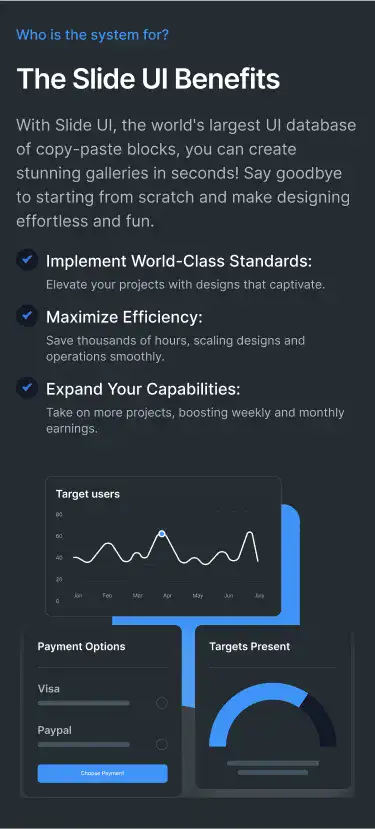 Who is the system for?
The Slide UI Benefits
With Slide UI, the world's largest UI database
of copy-paste blocks, you can create
stunning galleries in seconds! Say goodbye
to starting from scratch and make designing
effortless and fun.
Implement World-Class Standards:
Elevate your projects with designs that captivate.
Maximize Efficiency:
Save thousands of hours, scaling designs and
operations smoothly.
Expand Your Capabilities:
Take on more projects, boosting weekly and monthly
earnings.
Target users
80
60
40
20
0
Jan Feb Mar Apr May Jun July
Payment Options
Visa
Paypal
Choose Payment
Targets Present